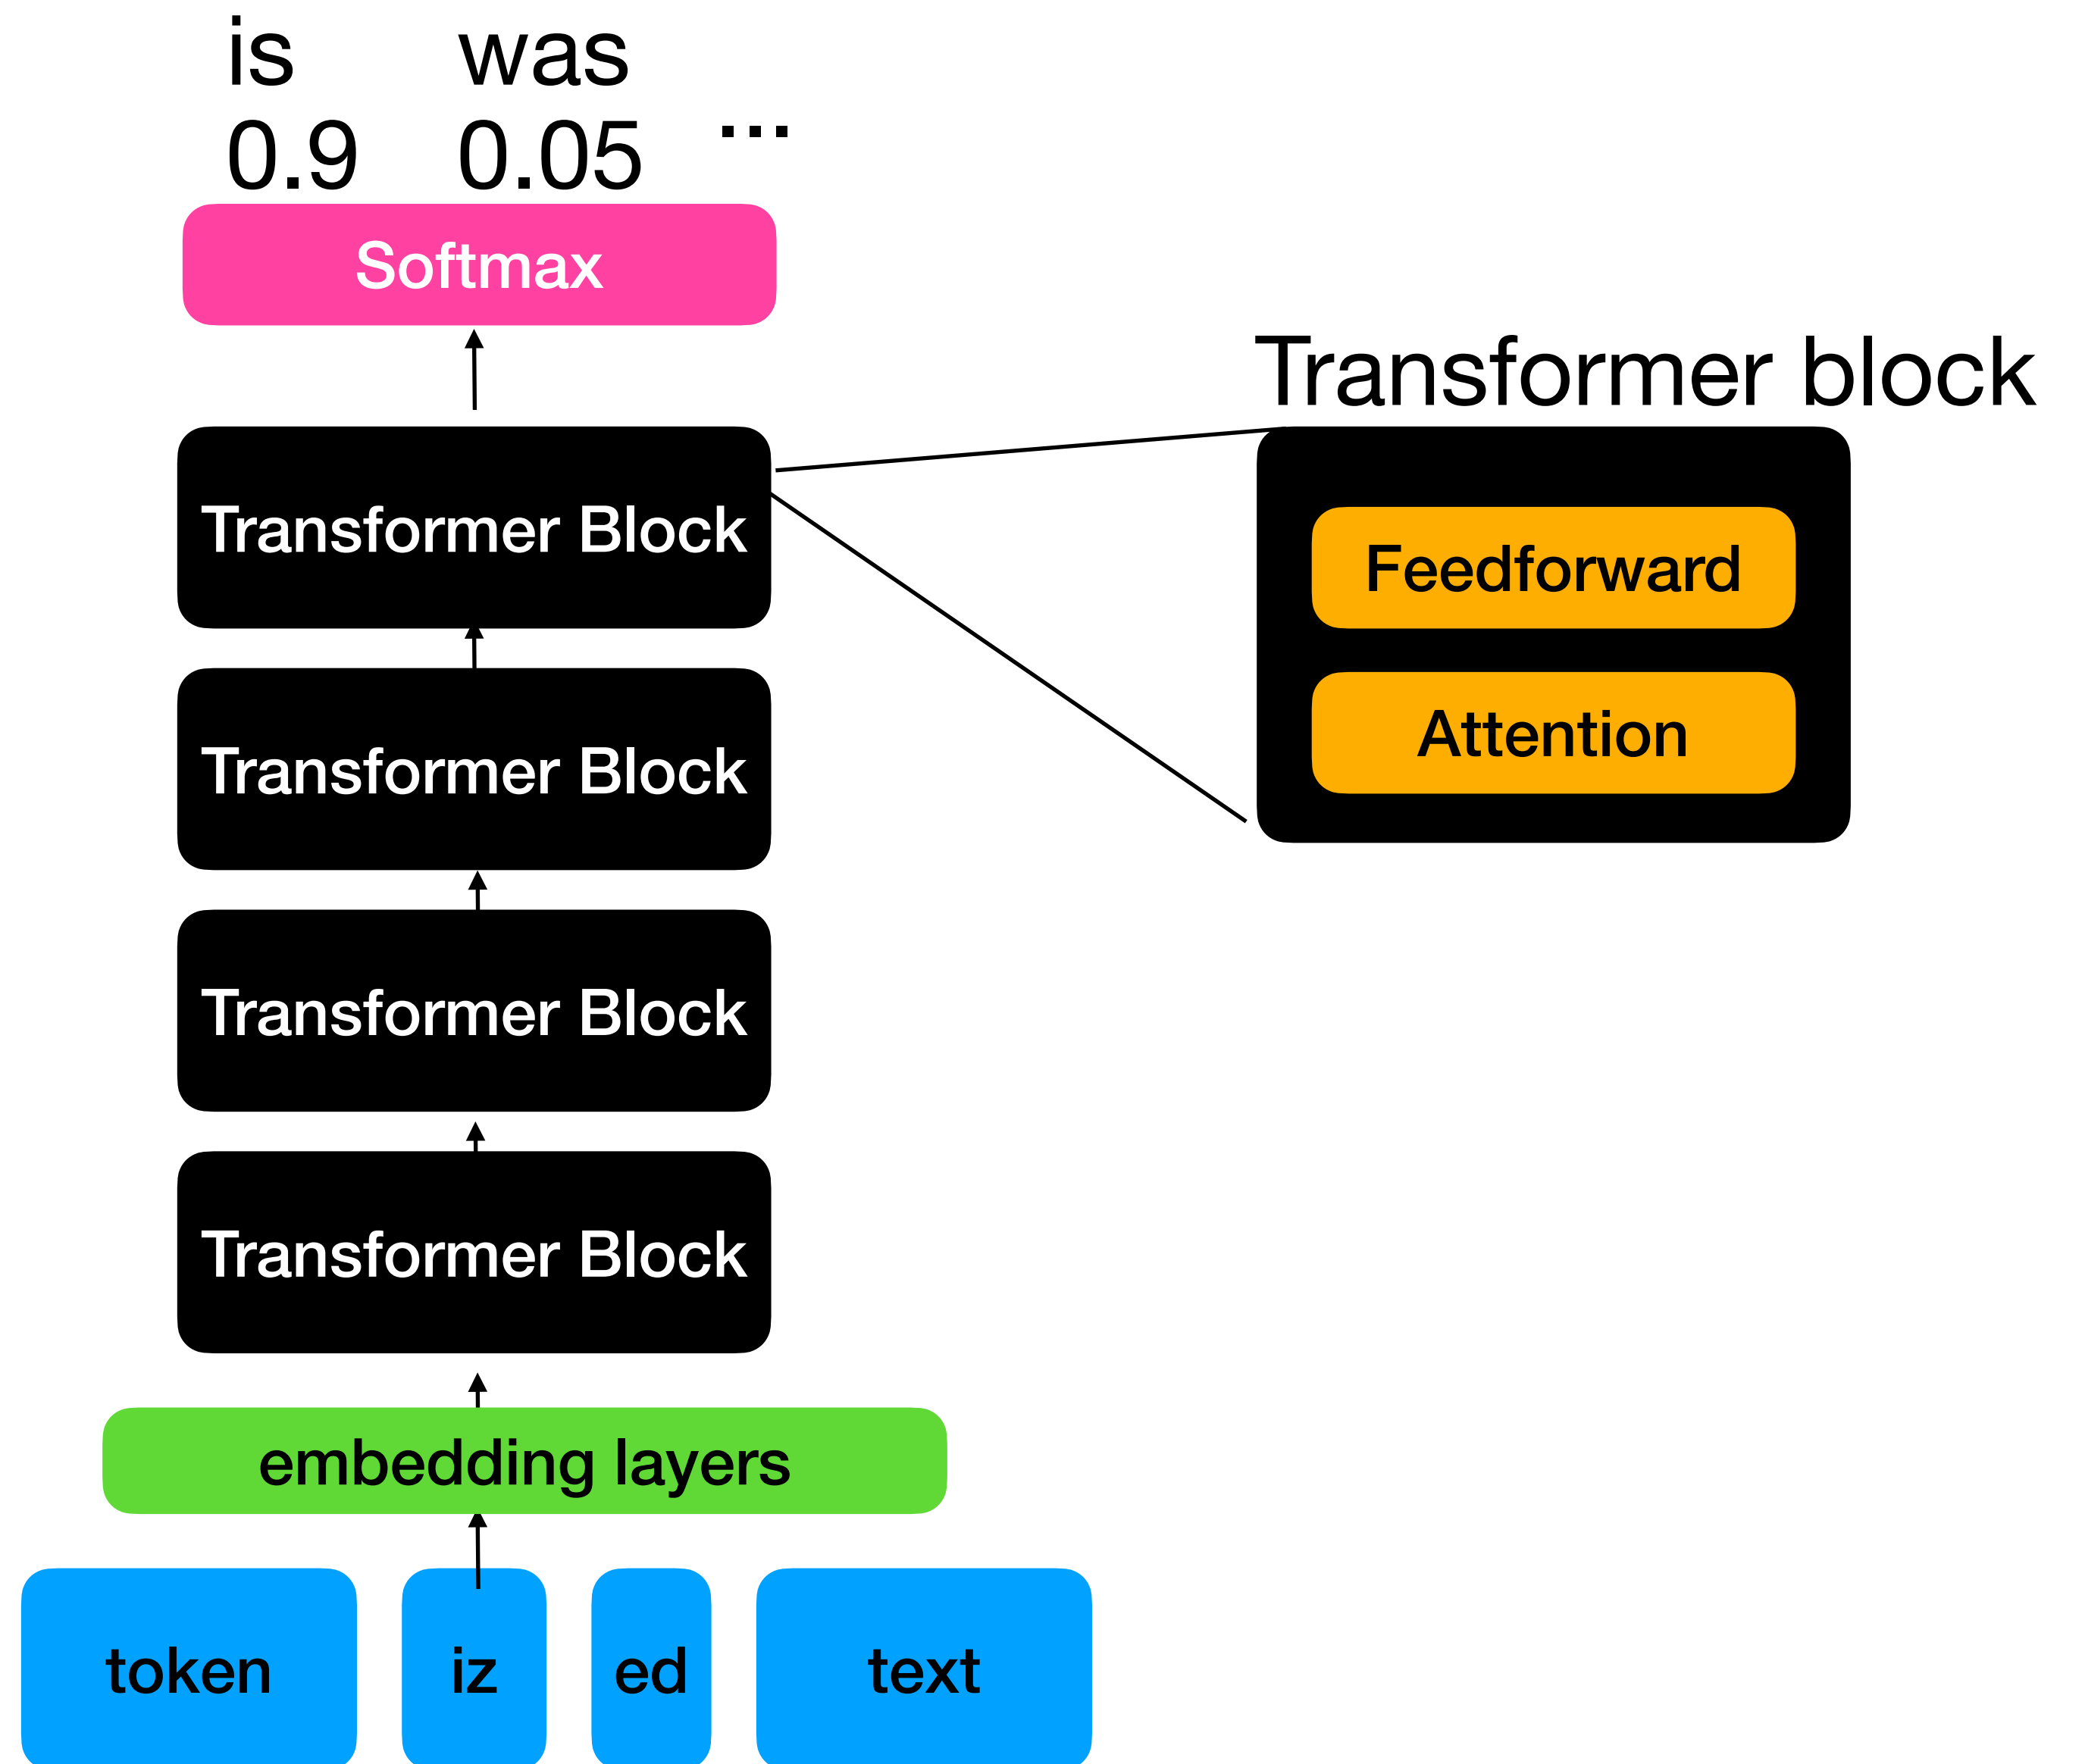 is was
0.9 0.05 ...
Softmax
Transformer block
Transformer Block
Feedforward
Attention
Transformer Block
Transformer Block
Transformer Block
embedding layers
token iz ed text